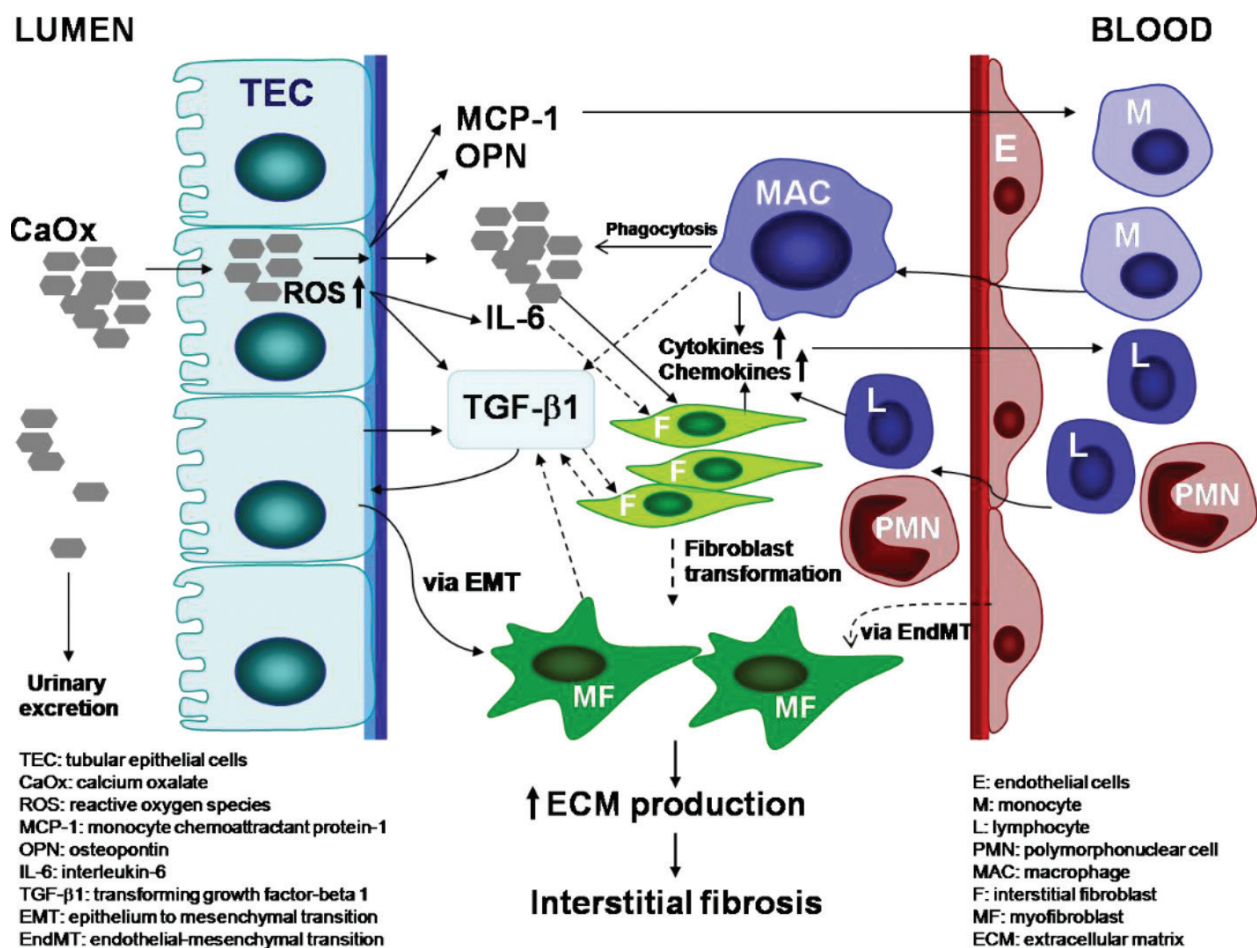 LUMEN
BLOOD
TEC
MCP-1
OPN
M
E
MAC
CaOx
Phagocytosis
M
ROS
IL-6
Cytokines
Chemokines
L
TGF-β1
F
L
L
F
F
PMN
PMN
Fibroblast
transformation
via EMT
via EndMT
MF
MF
Urinary
excretion
ECM production
Interstitial fibrosis
TEC: tubular epithelial cells
CaOx: calcium oxalate
ROS: reactive oxygen species
MCP-1: monocyte chemoattractant protein-1
OPN: osteopontin
IL-6: interleukin-6
TGF-β1: transforming growth factor-beta 1
EMT: epithelium to mesenchymal transition
EndMT: endothelial-mesenchymal transition
E: endothelial cells
M: monocyte
L: lymphocyte
PMN: polymorphonuclear cell
MAC: macrophage
F: interstitial fibroblast
MF: myofibroblast
ECM: extracellular matrix